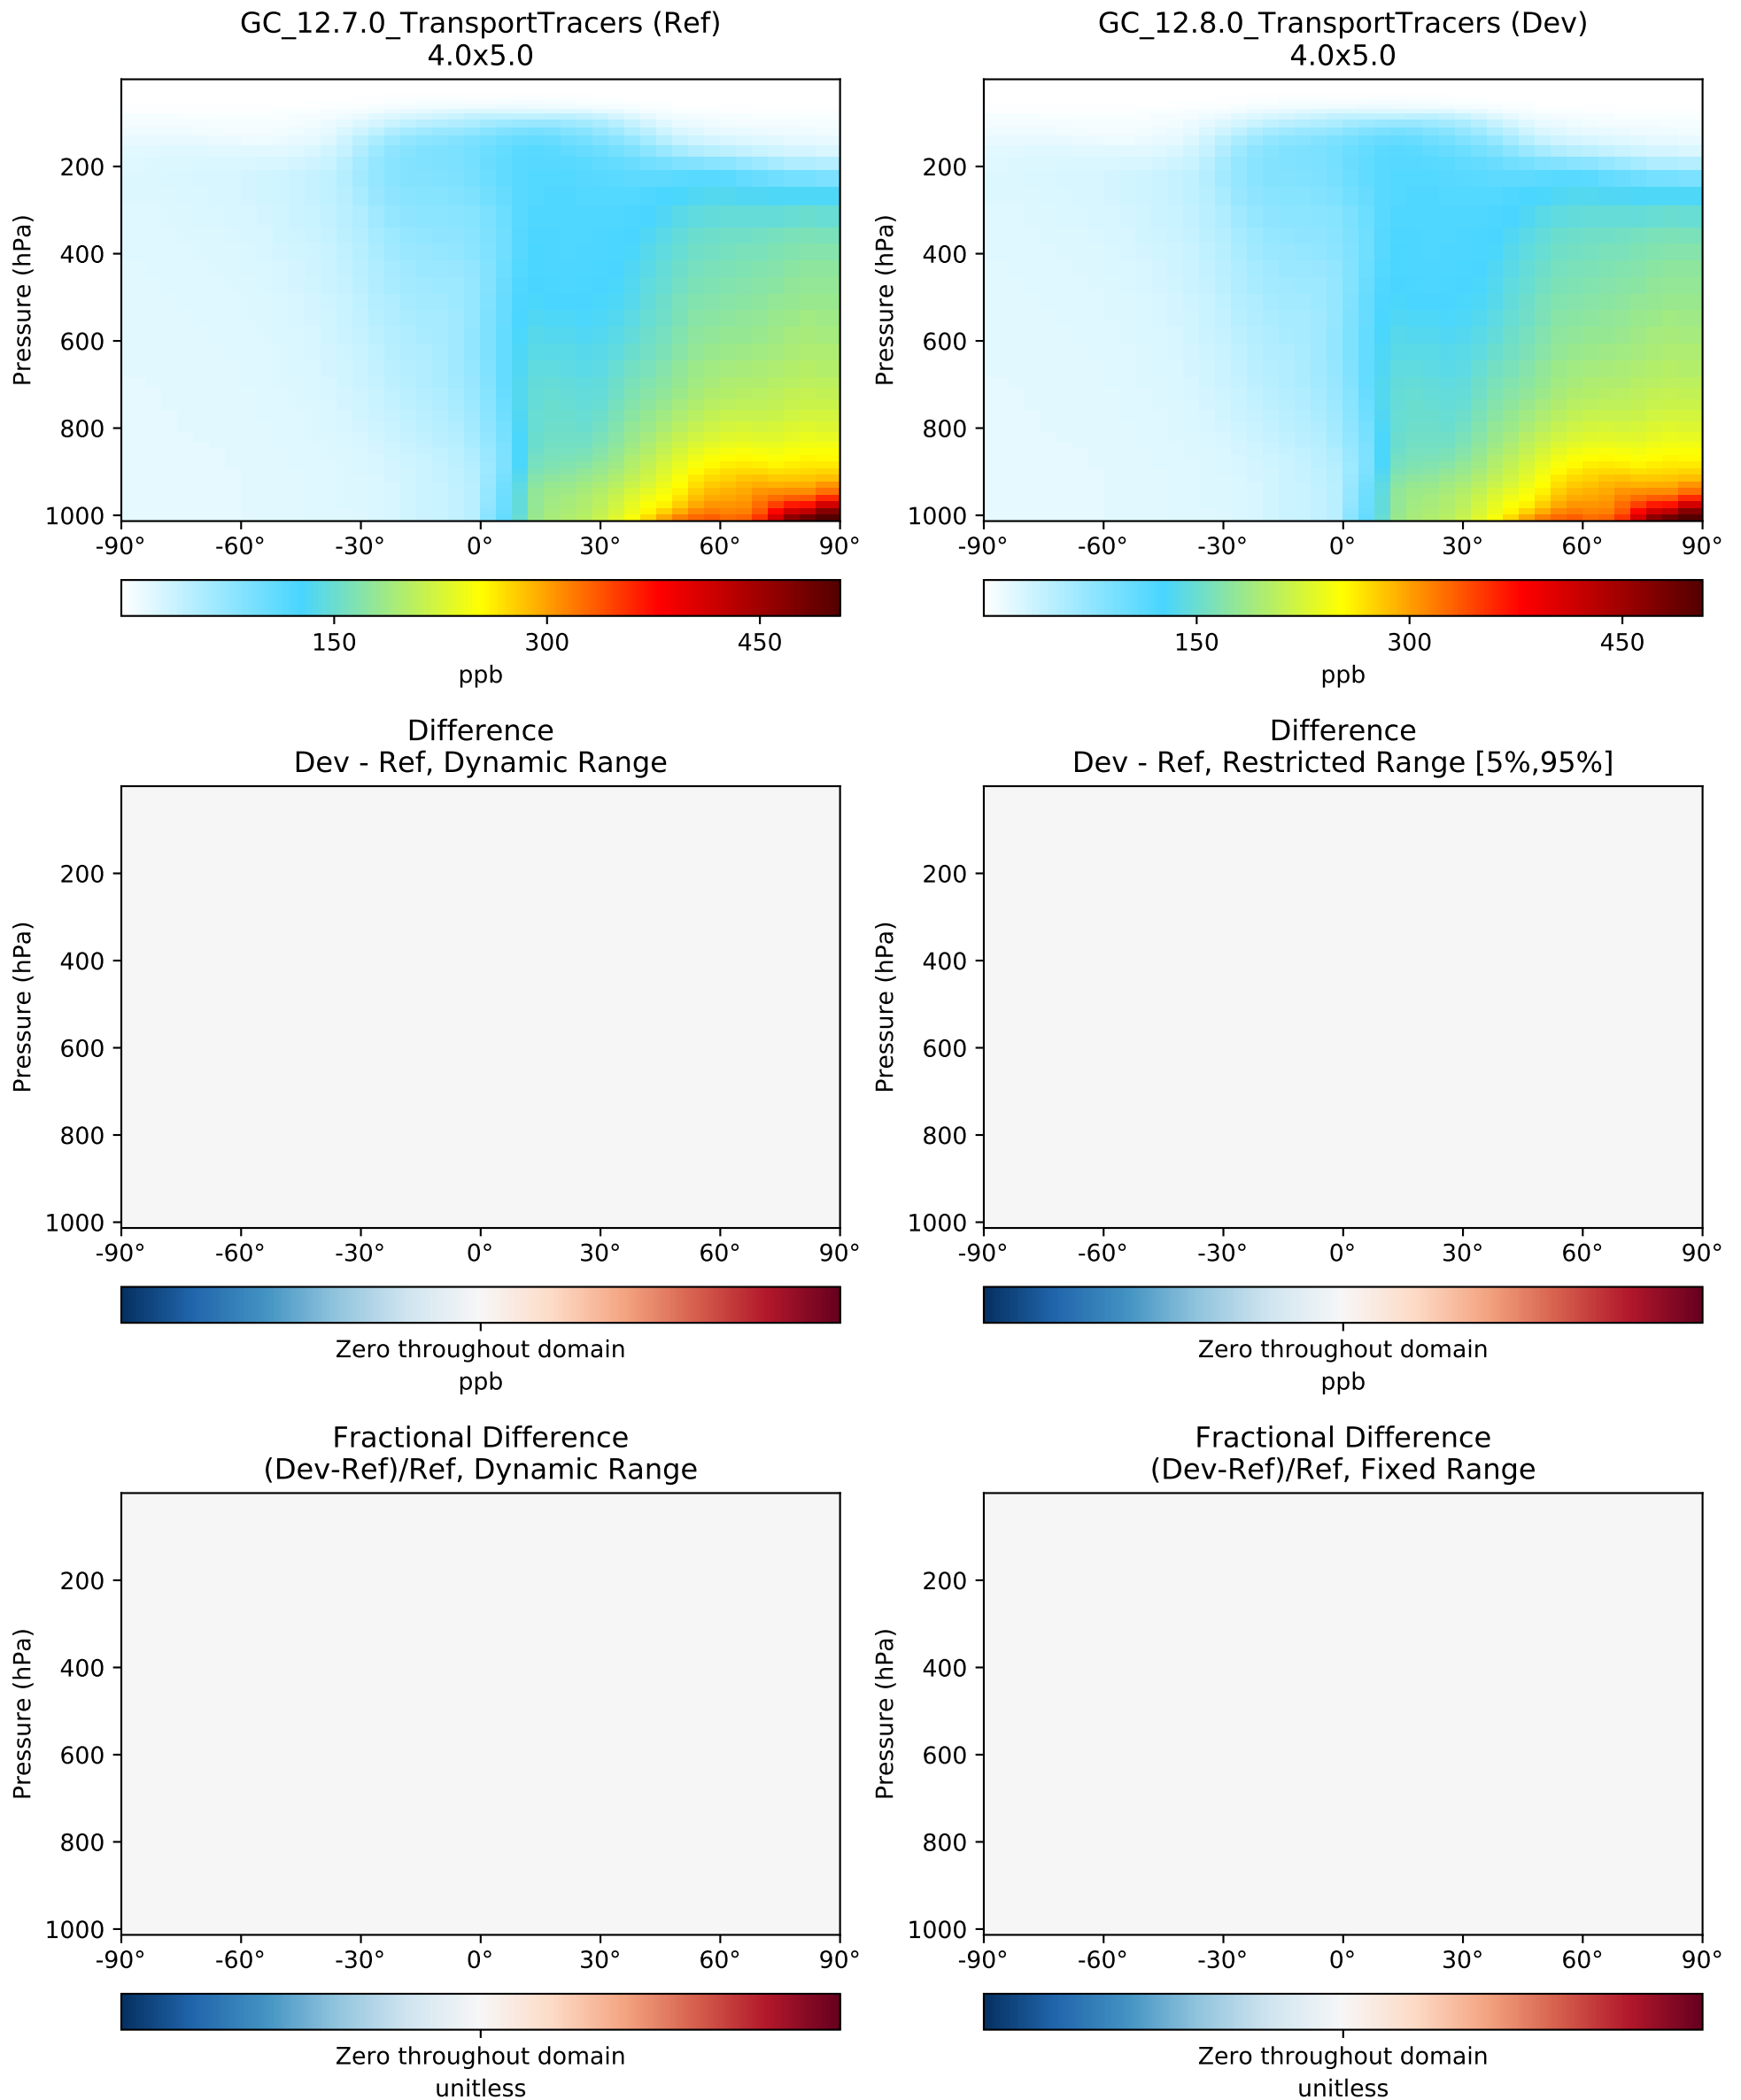 GC_12.7.0_TransportTracers (Ref)
4.0x5.0
Pressure (hPa)
200
400
600
800
1000
-90°
-60°
-30°
0°
30°
60°
90°
150
300
450
ppb
GC_12.8.0_TransportTracers (Dev)
4.0x5.0
Pressure (hPa)
200
400
600
800
1000
-90°
-60°
-30°
0°
30°
60°
90°
150
300
450
ppb
Difference
Dev - Ref, Dynamic Range
Pressure (hPa)
200
400
600
800
1000
-90°
-60°
-30°
0°
30°
60°
90°
Zero throughout domain
ppb
Difference
Dev - Ref, Restricted Range [5%,95%]
Pressure (hPa)
200
400
600
800
1000
-90°
-60°
-30°
0°
30°
60°
90°
Zero throughout domain
ppb
Fractional Difference
(Dev-Ref)/Ref, Dynamic Range
Pressure (hPa)
200
400
600
800
1000
-90°
-60°
-30°
0°
30°
60°
90°
Zero throughout domain
unitless
Fractional Difference
(Dev-Ref)/Ref, Fixed Range
Pressure (hPa)
200
400
600
800
1000
-90°
-60°
-30°
0°
30°
60°
90°
Zero throughout domain
unitless